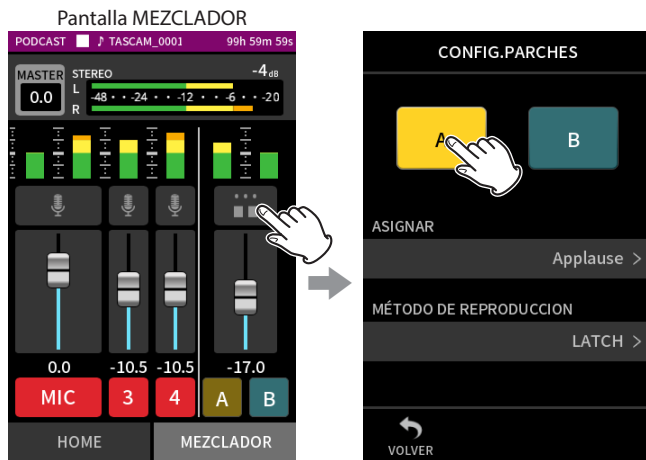 Pantalla MEZCLADOR
PODCAST ♪ TASCAM_0001 99h 59m 59s
MASTER STEREO -4dB
0.0 L -48 · · -24 · · -12 · · -6 · · -20
R
0.0 -10.5 -10.5 -17.0
MIC 3 4 A B
HOME MEZCLADOR
CONFIG.PARCHES
A B
ASIGNAR
Applause >
MÉTODO DE REPRODUCCION
LATCH >
VOLVER